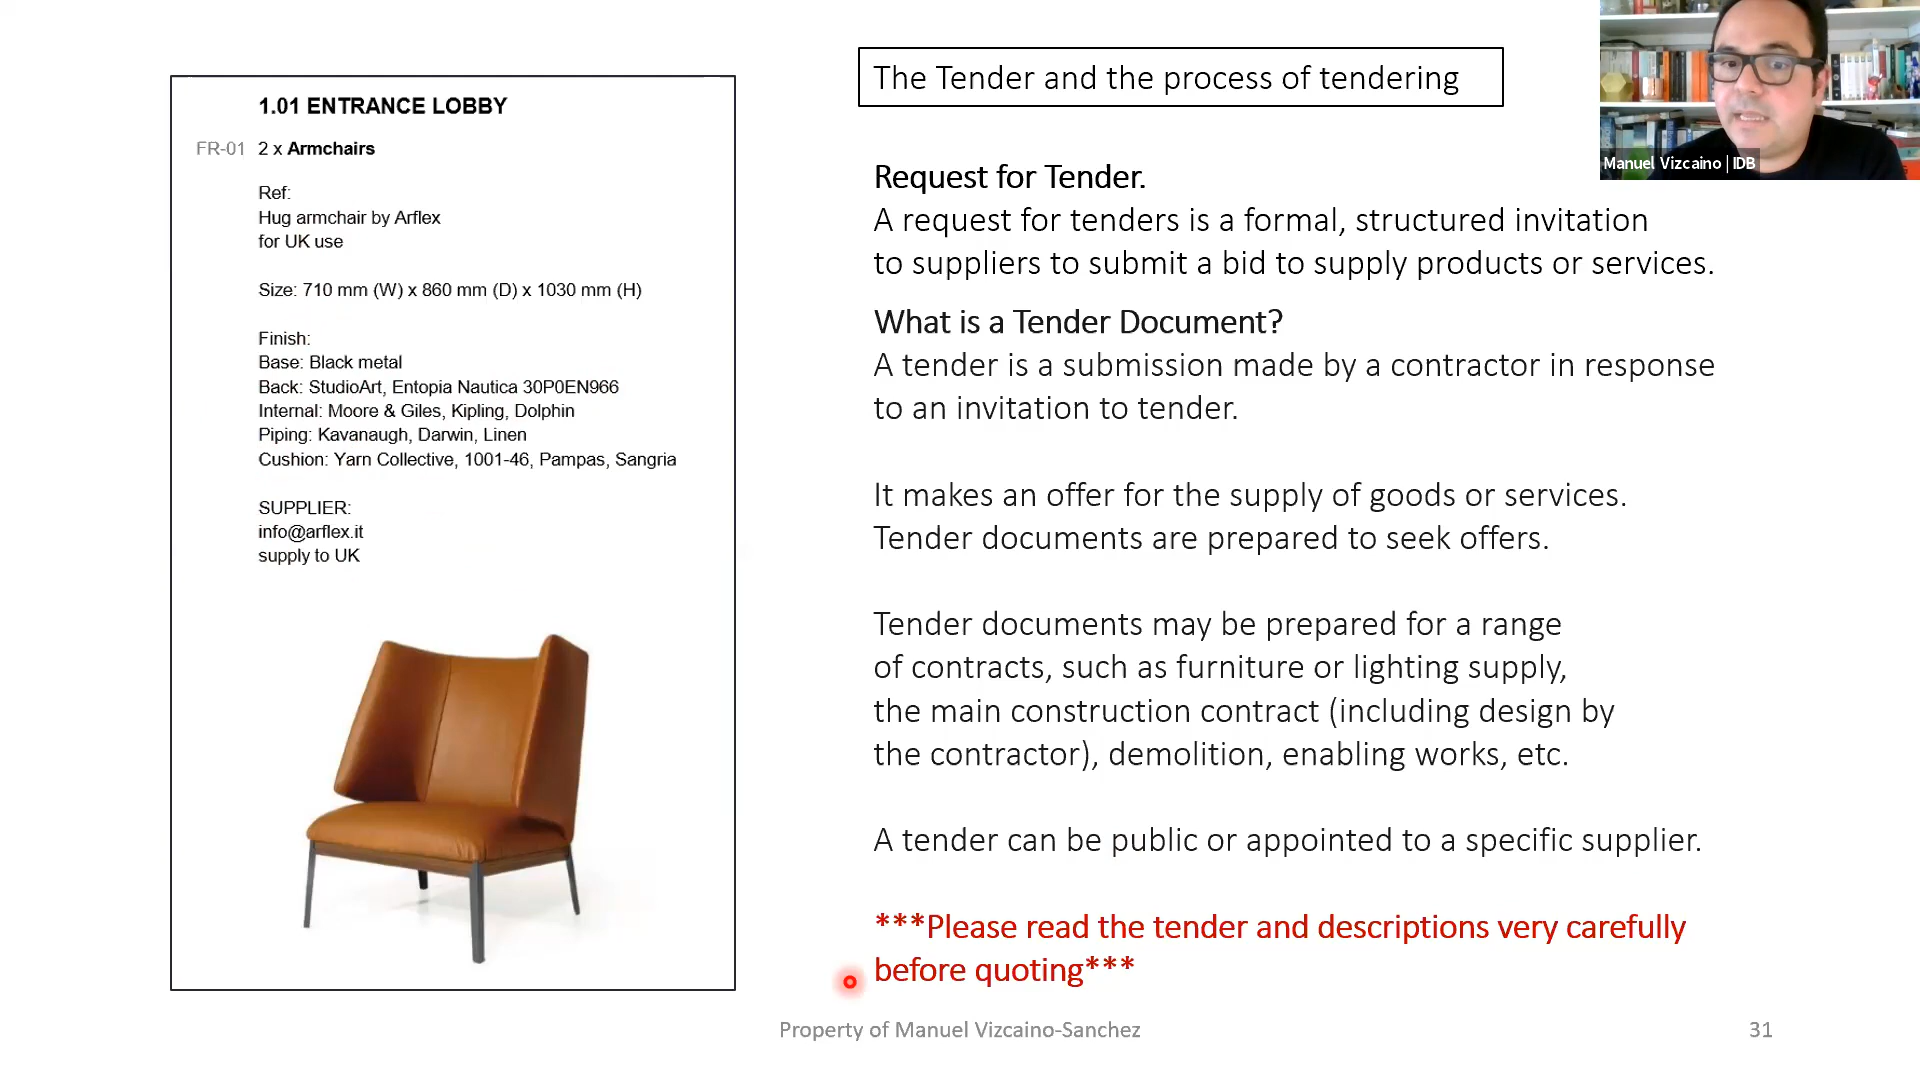 1.01 ENTRANCE LOBBY
FR-01 2 x Armchairs
Ref:
Hug armchair by Arflex
for UK use
Size: 710 mm (W) x 860 mm (D) x 1030 mm (H)
Finish:
Base: Black metal
Back: StudioArt, Entopia Nautica 30P0EN966
Internal: Moore & Giles, Kipling, Dolphin
Piping: Kavanaugh, Darwin, Linen
Cushion: Yarn Collective, 1001-46, Pampas, Sangria
SUPPLIER:
info@arflex.it
supply to UK
The Tender and the process of tendering
Request for Tender.
A request for tenders is a formal, structured invitation
to suppliers to submit a bid to supply products or services.
What is a Tender Document?
A tender is a submission made by a contractor in response
to an invitation to tender.
It makes an offer for the supply of goods or services.
Tender documents are prepared to seek offers.
Tender documents may be prepared for a range
of contracts, such as furniture or lighting supply,
the main construction contract (including design by
the contractor), demolition, enabling works, etc.
A tender can be public or appointed to a specific supplier.
***Please read the tender and descriptions very carefully
before quoting***
Manuel Vizcaino | IDB
Property of Manuel Vizcaino-Sanchez
31